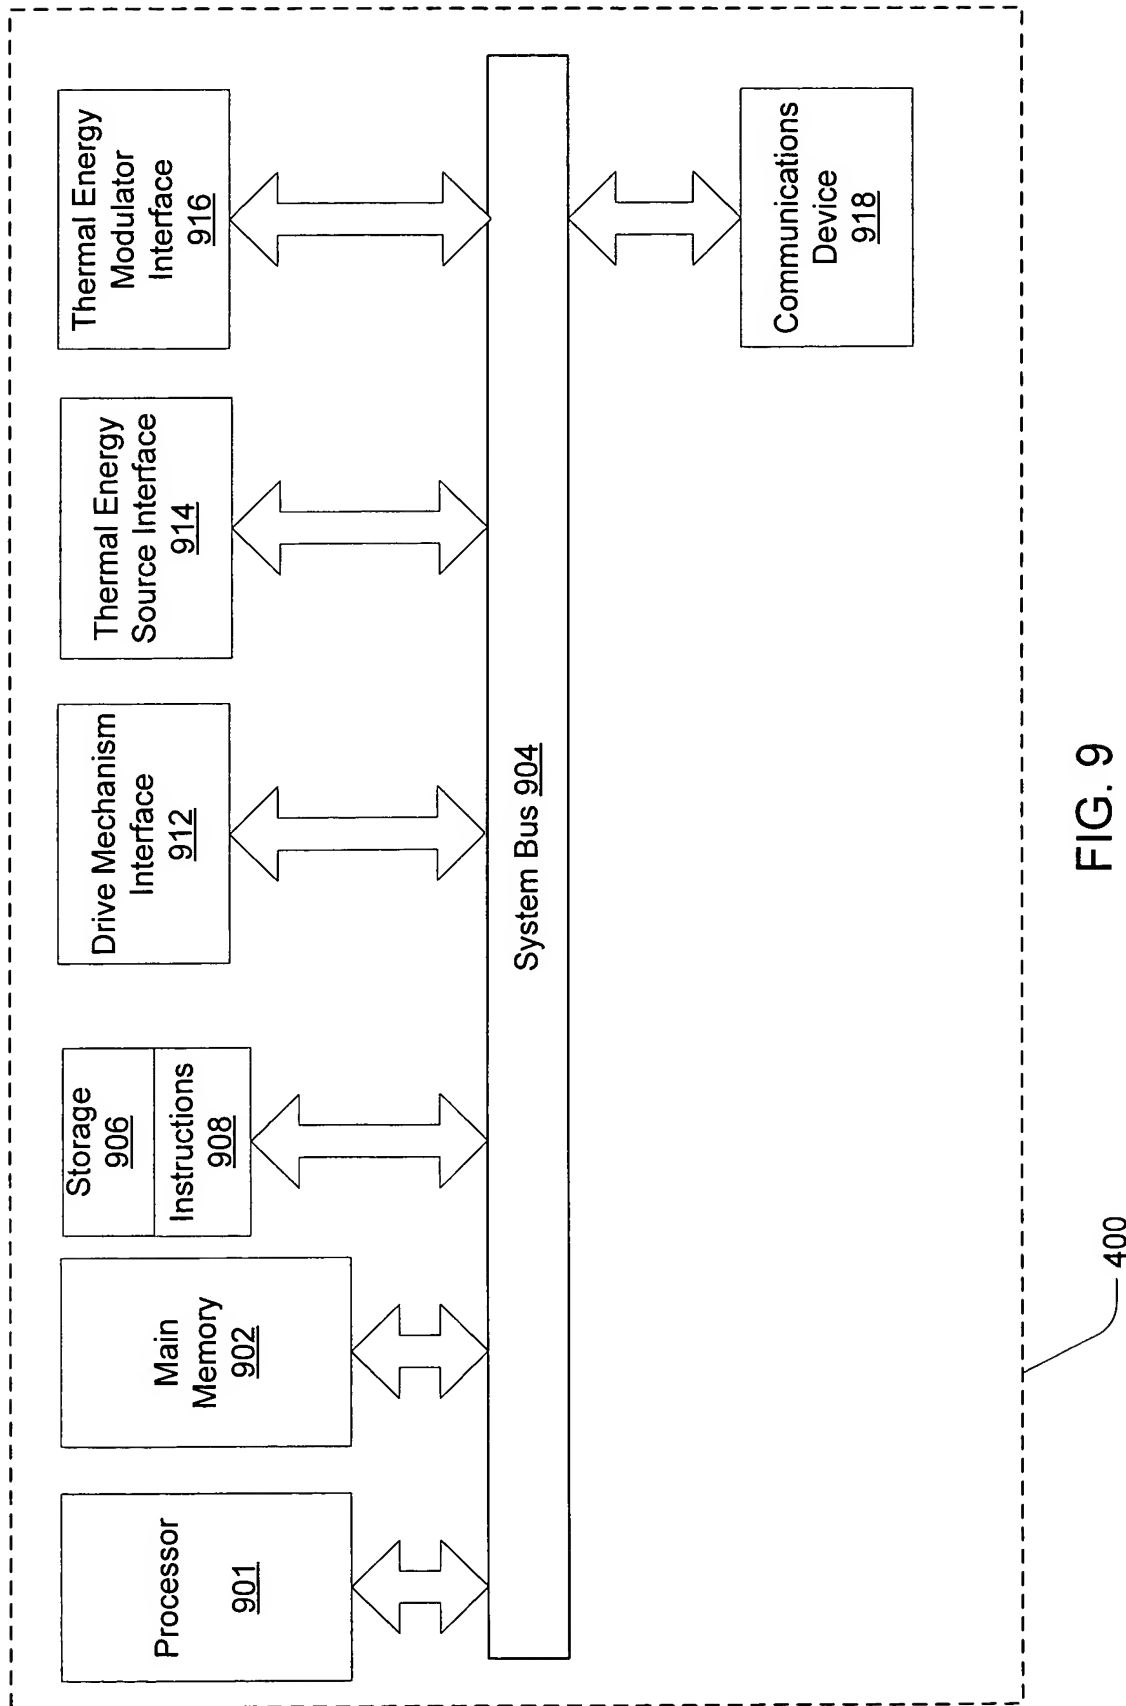 Processor
901
Main
Memory
902
Storage
906
Instructions
908
Drive Mechanism
Interface
912
Thermal Energy
Source Interface
914
Thermal Energy
Modulator
Interface
916
System Bus 904
Communications
Device
918
400
FIG. 9